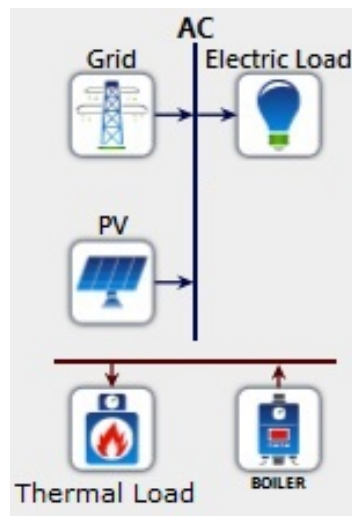 AC
Grid
Electric Load
PV
Thermal Load
BOILER